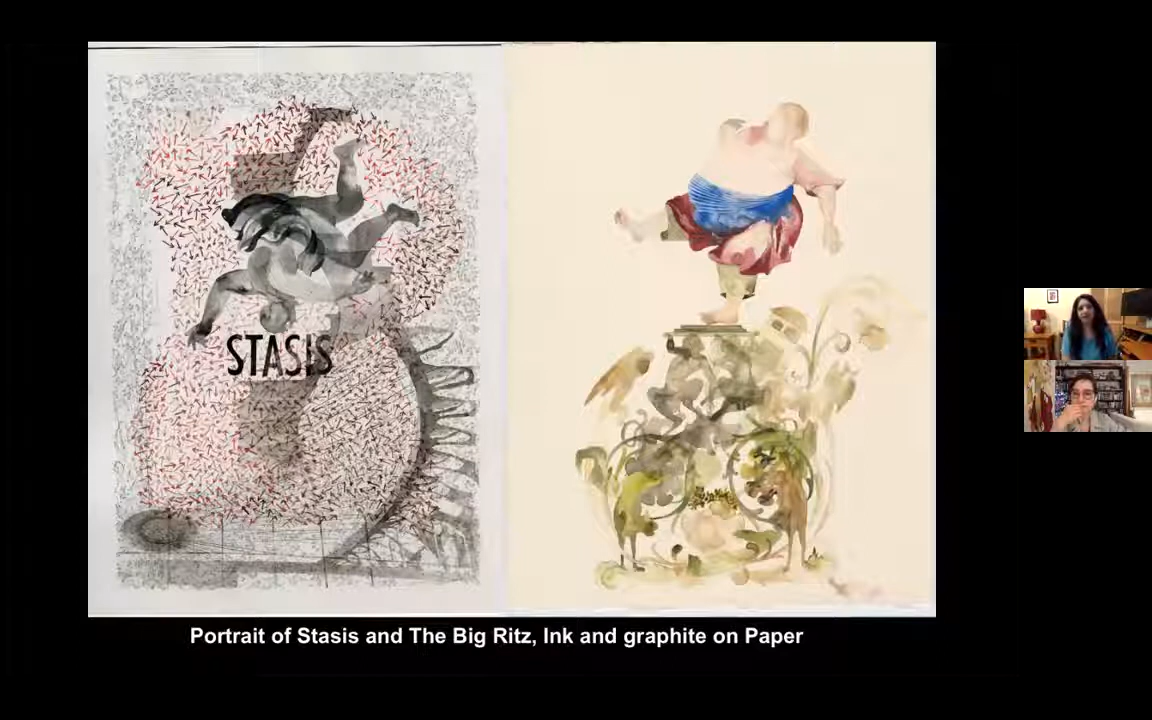 STASIS
Portrait of Stasis and The Big Ritz, Ink and graphite on Paper